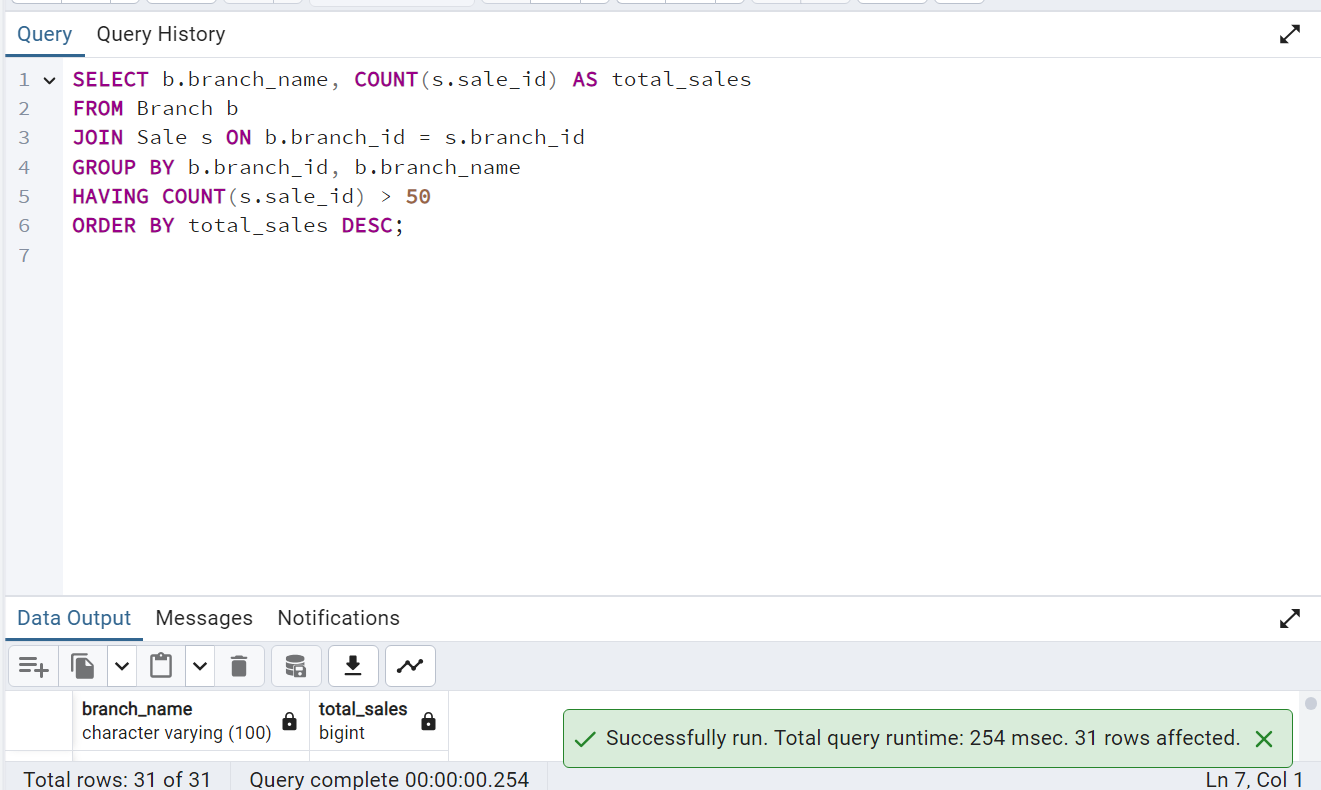 Query Query History
1 SELECT b.branch_name, COUNT(s.sale_id) AS total_sales
2 FROM Branch b
3 JOIN Sale s ON b.branch_id = s.branch_id
4 GROUP BY b.branch_id, b.branch_name
5 HAVING COUNT(s.sale_id) > 50
6 ORDER BY total_sales DESC;
7
Data Output Messages Notifications
branch_name total_sales
character varying (100) bigint
Successfully run. Total query runtime: 254 msec. 31 rows affected.
Total rows: 31 of 31 Query complete 00:00:00.254 Ln 7, Col 1